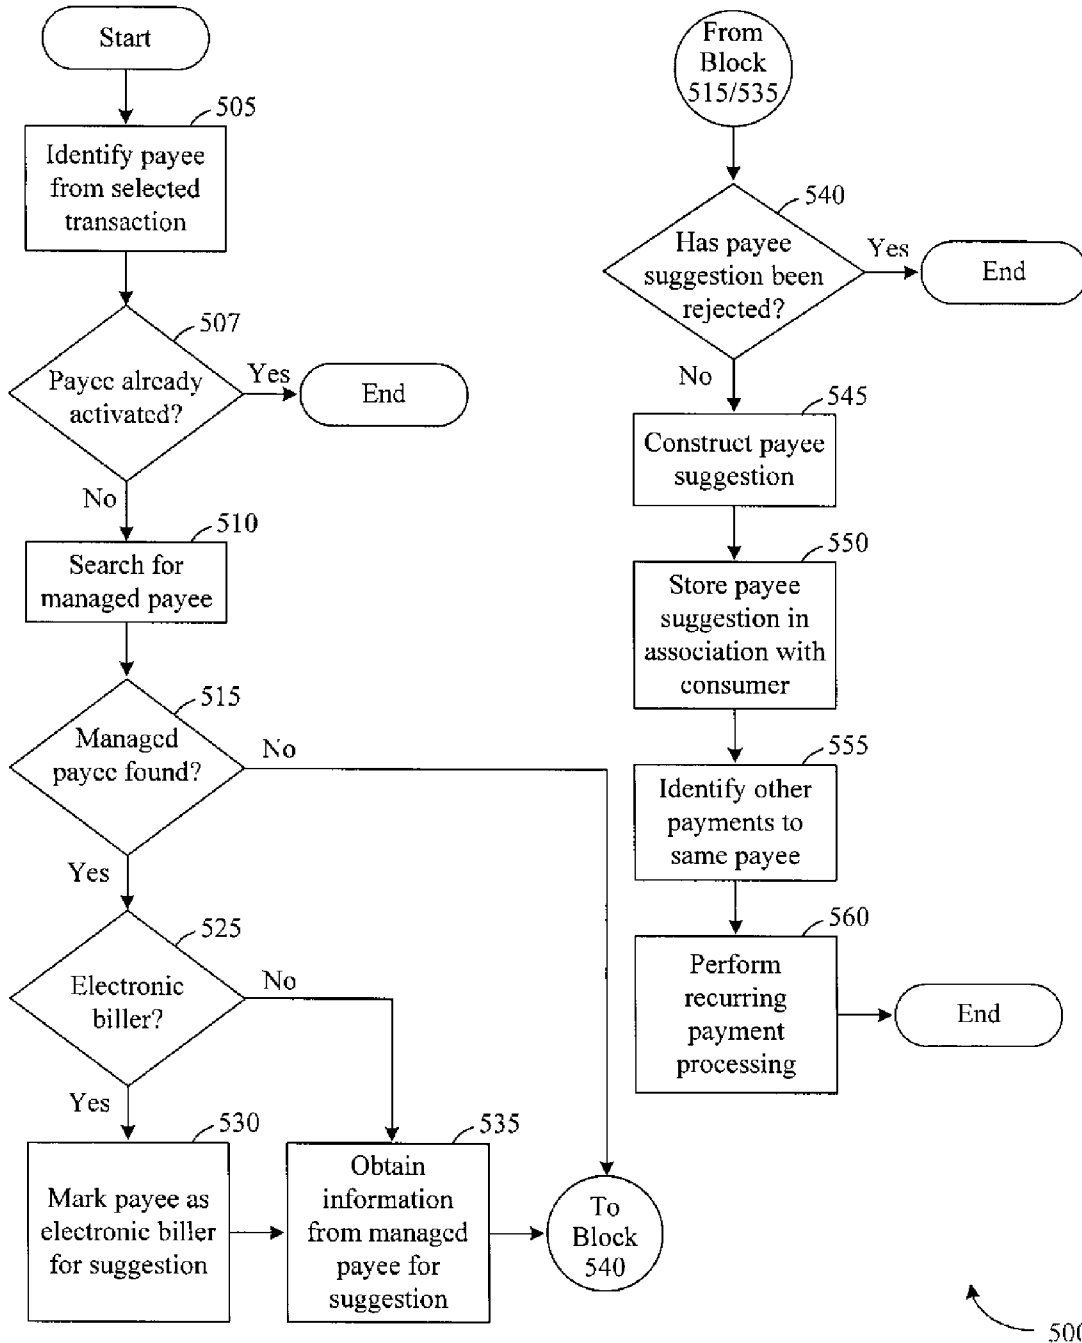 Start
505
Identify payee
from selected
transaction
507
Payee already
activated?
Yes
End
No
510
Search for
managed payee
515
Managed
payee found?
No
Yes
525
Electronic
biller?
No
Yes
530
Mark payee as
electronic biller
for suggestion
535
Obtain
information
from managed
payee for
suggestion
To
Block
540
From
Block
515/535
540
Has payee
suggestion been
rejected?
Yes
End
No
545
Construct payee
suggestion
550
Store payee
suggestion in
association with
consumer
555
Identify other
payments to
same payee
560
Perform
recurring
payment
processing
End
500